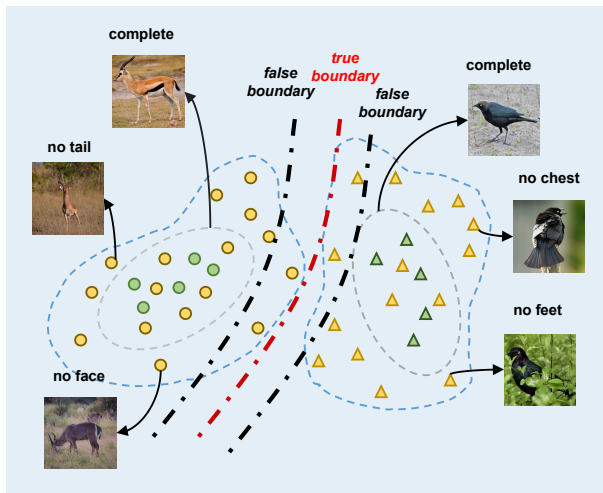 complete
true
boundary
false
boundary
false
boundary
complete
no tail
no chest
no feet
no face